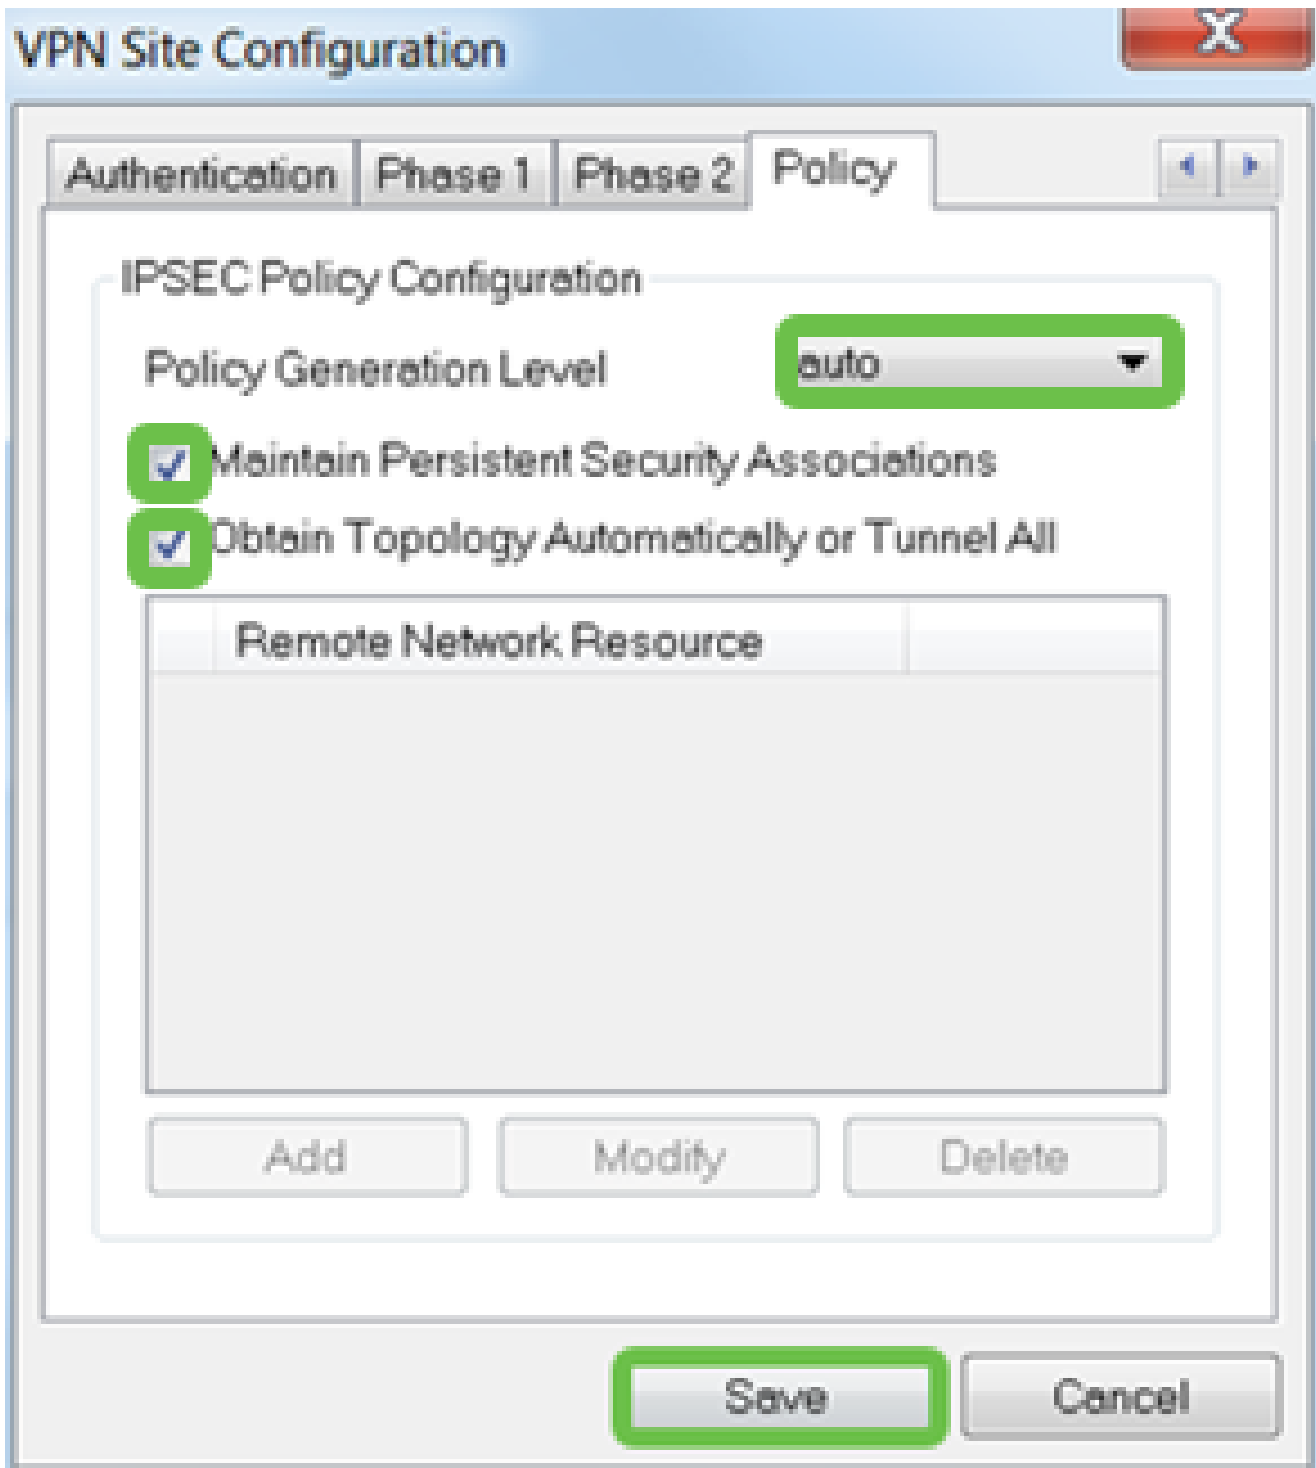 VPN Site Configuration
Authentication Phase 1 Phase 2 Policy
IPSEC Policy Configuration
Policy Generation Level auto
Maintain Persistent Security Associations
Obtain Topology Automatically or Tunnel All
Remote Network Resource
Add Modify Delete
Save Cancel